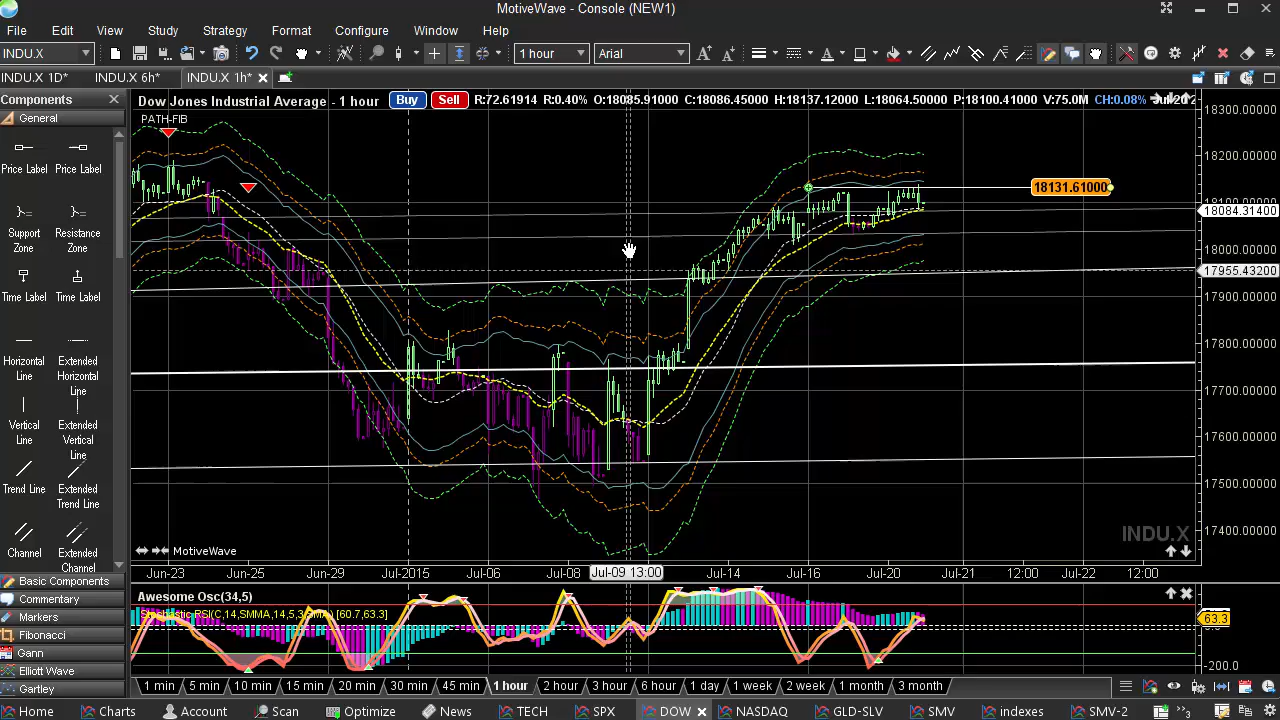 MotiveWave - Console (NEW1)
File Edit View Study Strategy Format Configure Window Help
INDU.X 1 hour Arial
INDU.X 1D* INDU.X 6h* INDU.X 1h*
Components
General
Price Label Price Label
Support Zone Resistance Zone
Time Label Time Label
Horizontal Line Extended Horizontal Line
Vertical Line Extended Vertical Line
Trend Line Extended Trend Line
Channel Extended Channel
Basic Components
Commentary
Markers
Fibonacci
Gann
Elliott Wave
Gartley
Dow Jones Industrial Average - 1 hour Buy Sell R:72.61914 R:0.40% O:18085.91000 C:18086.45000 H:18137.12000 L:18064.50000 P:18100.41000 V:75.0M CH:0.08%
PATH-FIB
18300.00000
18200.00000
18131.61000
18084.31400
18000.00000
17955.43200
17900.00000
17800.00000
17700.00000
17600.00000
17500.00000
17400.00000
INDU.X
MotiveWave
Jun-23 Jun-25 Jun-29 Jul2015 Jul-06 Jul-08 Jul-09 13:00 Jul-14 Jul-16 Jul-20 Jul-21 12:00 Jul-22 12:00
Awesome Osc(34,5)
63.3
-200.0
1 min 5 min 10 min 15 min 20 min 30 min 45 min 1 hour 2 hour 3 hour 6 hour 1 day 1 week 2 week 1 month 3 month
Home Charts Account Scan Optimize News TECH SPX DOW NASDAQ GLD-SLV SMV indexes SMV-2